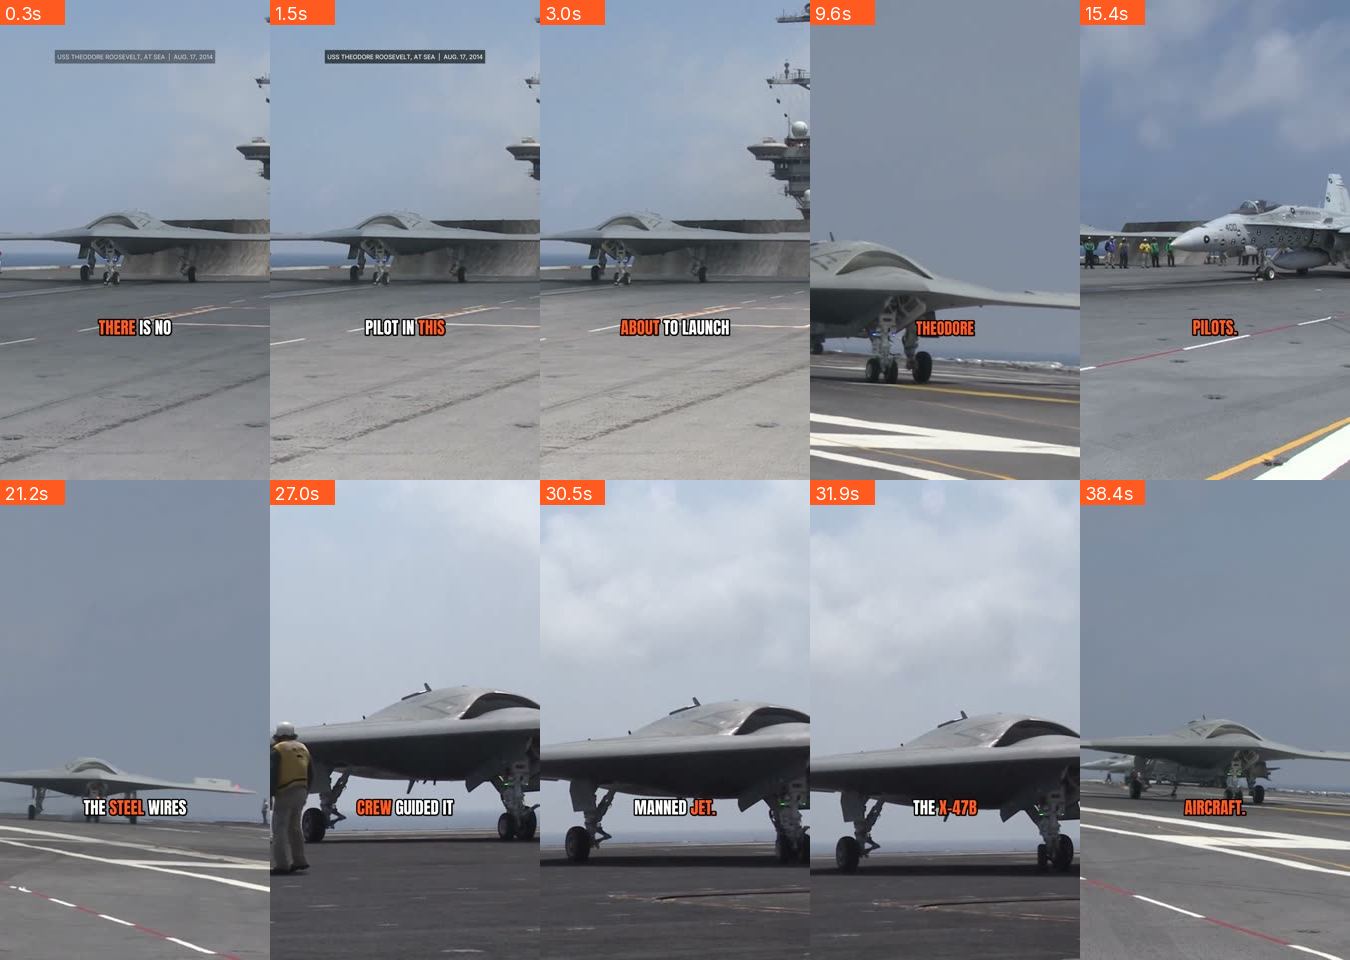 0.3s
USS THEODORE ROOSEVELT, AT SEA | AUG. 17, 2014
THERE IS NO
1.5s
USS THEODORE ROOSEVELT, AT SEA | AUG. 17, 2014
PILOT IN THIS
3.0s
ABOUT TO LAUNCH
9.6s
THEODORE
15.4s
400
PILOTS.
21.2s
THE STEEL WIRES
27.0s
CREW GUIDED IT
30.5s
MANNED JET.
31.9s
THE X-47B
38.4s
AIRCRAFT.